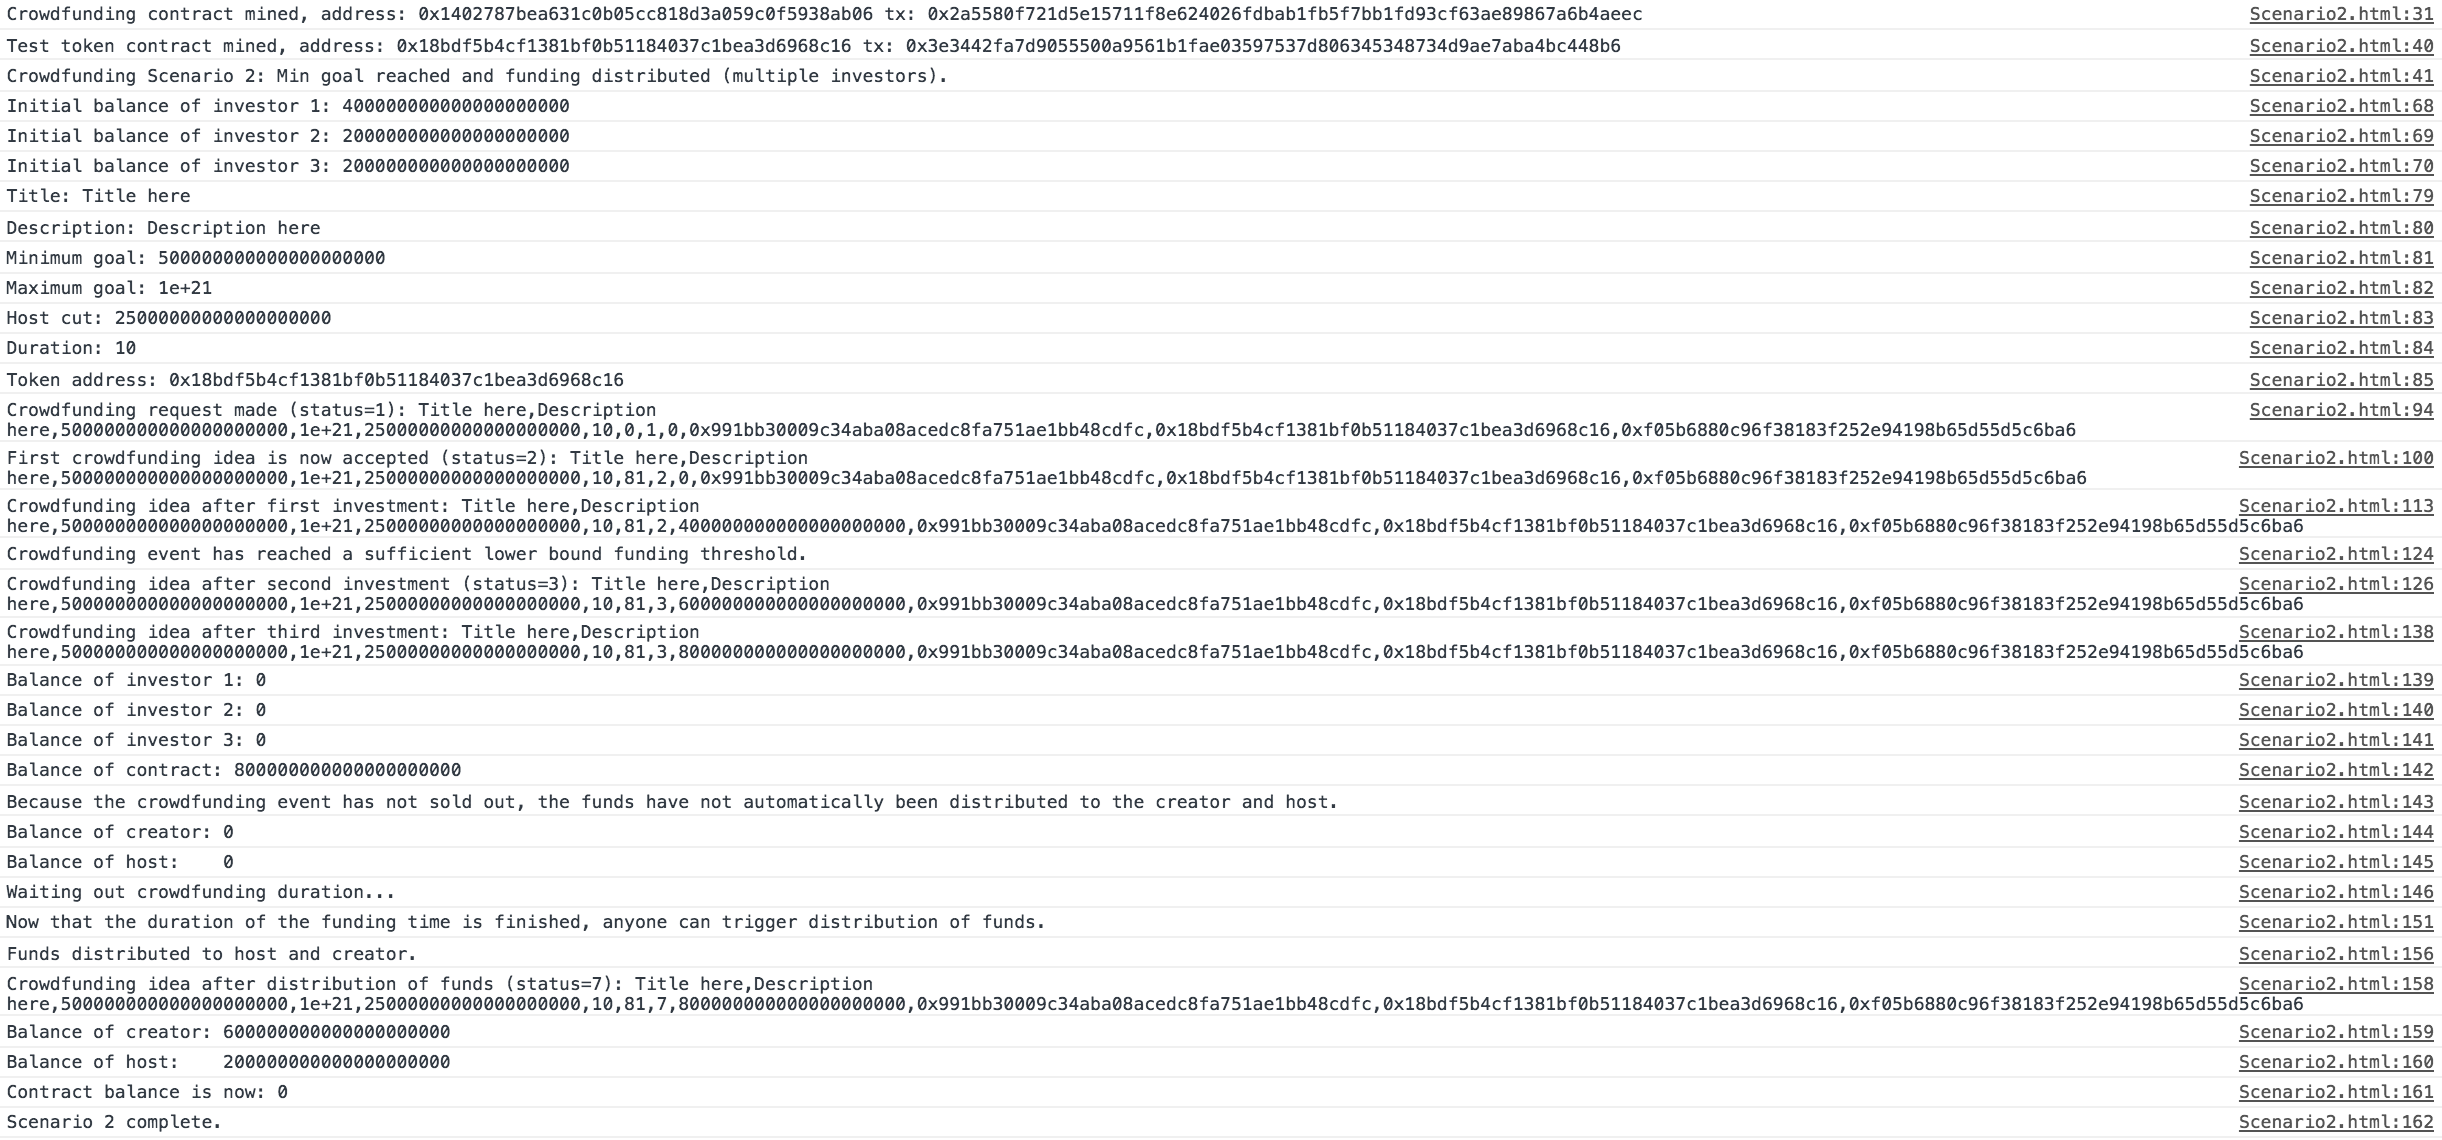 Crowdfunding contract mined, address: 0x1402787bea631c0b05cc818d3a059c0f5938ab06 tx: 0x2a5580f721d5e15711f8e624026fdbab1fb5f7bb1fd93cf63ae89867a6b4aeec Scenario2.html:31
Test token contract mined, address: 0x18bdf5b4cf1381bf0b51184037c1bea3d6968c16 tx: 0x3e3442fa7d9055500a9561b1fae03597537d806345348734d9ae7aba4bc448b6 Scenario2.html:40
Crowdfunding Scenario 2: Min goal reached and funding distributed (multiple investors). Scenario2.html:41
Initial balance of investor 1: 400000000000000000000 Scenario2.html:68
Initial balance of investor 2: 200000000000000000000 Scenario2.html:69
Initial balance of investor 3: 200000000000000000000 Scenario2.html:70
Title: Title here Scenario2.html:79
Description: Description here Scenario2.html:80
Minimum goal: 500000000000000000000 Scenario2.html:81
Maximum goal: 1e+21 Scenario2.html:82
Host cut: 25000000000000000000 Scenario2.html:83
Duration: 10 Scenario2.html:84
Token address: 0x18bdf5b4cf1381bf0b51184037c1bea3d6968c16 Scenario2.html:85
Crowdfunding request made (status=1): Title here,Description Scenario2.html:94
here,500000000000000000000,1e+21,25000000000000000000,10,0,1,0,0x991bb30009c34aba08acedc8fa751ae1bb48cdfc,0x18bdf5b4cf1381bf0b51184037c1bea3d6968c16,0xf05b6880c96f38183f252e94198b65d55d5c6ba6
First crowdfunding idea is now accepted (status=2): Title here,Description Scenario2.html:100
here,500000000000000000000,1e+21,25000000000000000000,10,81,2,0,0x991bb30009c34aba08acedc8fa751ae1bb48cdfc,0x18bdf5b4cf1381bf0b51184037c1bea3d6968c16,0xf05b6880c96f38183f252e94198b65d55d5c6ba6
Crowdfunding idea after first investment: Title here,Description Scenario2.html:113
here,500000000000000000000,1e+21,25000000000000000000,10,81,2,400000000000000000000,0x991bb30009c34aba08acedc8fa751ae1bb48cdfc,0x18bdf5b4cf1381bf0b51184037c1bea3d6968c16,0xf05b6880c96f38183f252e94198b65d55d5c6ba6
Crowdfunding event has reached a sufficient lower bound funding threshold. Scenario2.html:124
Crowdfunding idea after second investment (status=3): Title here,Description Scenario2.html:126
here,500000000000000000000,1e+21,25000000000000000000,10,81,3,600000000000000000000,0x991bb30009c34aba08acedc8fa751ae1bb48cdfc,0x18bdf5b4cf1381bf0b51184037c1bea3d6968c16,0xf05b6880c96f38183f252e94198b65d55d5c6ba6
Crowdfunding idea after third investment: Title here,Description Scenario2.html:138
here,500000000000000000000,1e+21,25000000000000000000,10,81,3,800000000000000000000,0x991bb30009c34aba08acedc8fa751ae1bb48cdfc,0x18bdf5b4cf1381bf0b51184037c1bea3d6968c16,0xf05b6880c96f38183f252e94198b65d55d5c6ba6
Balance of investor 1: 0 Scenario2.html:139
Balance of investor 2: 0 Scenario2.html:140
Balance of investor 3: 0 Scenario2.html:141
Balance of contract: 800000000000000000000 Scenario2.html:142
Because the crowdfunding event has not sold out, the funds have not automatically been distributed to the creator and host. Scenario2.html:143
Balance of creator: 0 Scenario2.html:144
Balance of host:    0 Scenario2.html:145
Waiting out crowdfunding duration... Scenario2.html:146
Now that the duration of the funding time is finished, anyone can trigger distribution of funds. Scenario2.html:151
Funds distributed to host and creator. Scenario2.html:156
Crowdfunding idea after distribution of funds (status=7): Title here,Description Scenario2.html:158
here,500000000000000000000,1e+21,25000000000000000000,10,81,7,800000000000000000000,0x991bb30009c34aba08acedc8fa751ae1bb48cdfc,0x18bdf5b4cf1381bf0b51184037c1bea3d6968c16,0xf05b6880c96f38183f252e94198b65d55d5c6ba6
Balance of creator: 600000000000000000000 Scenario2.html:159
Balance of host:    200000000000000000000 Scenario2.html:160
Contract balance is now: 0 Scenario2.html:161
Scenario 2 complete. Scenario2.html:162